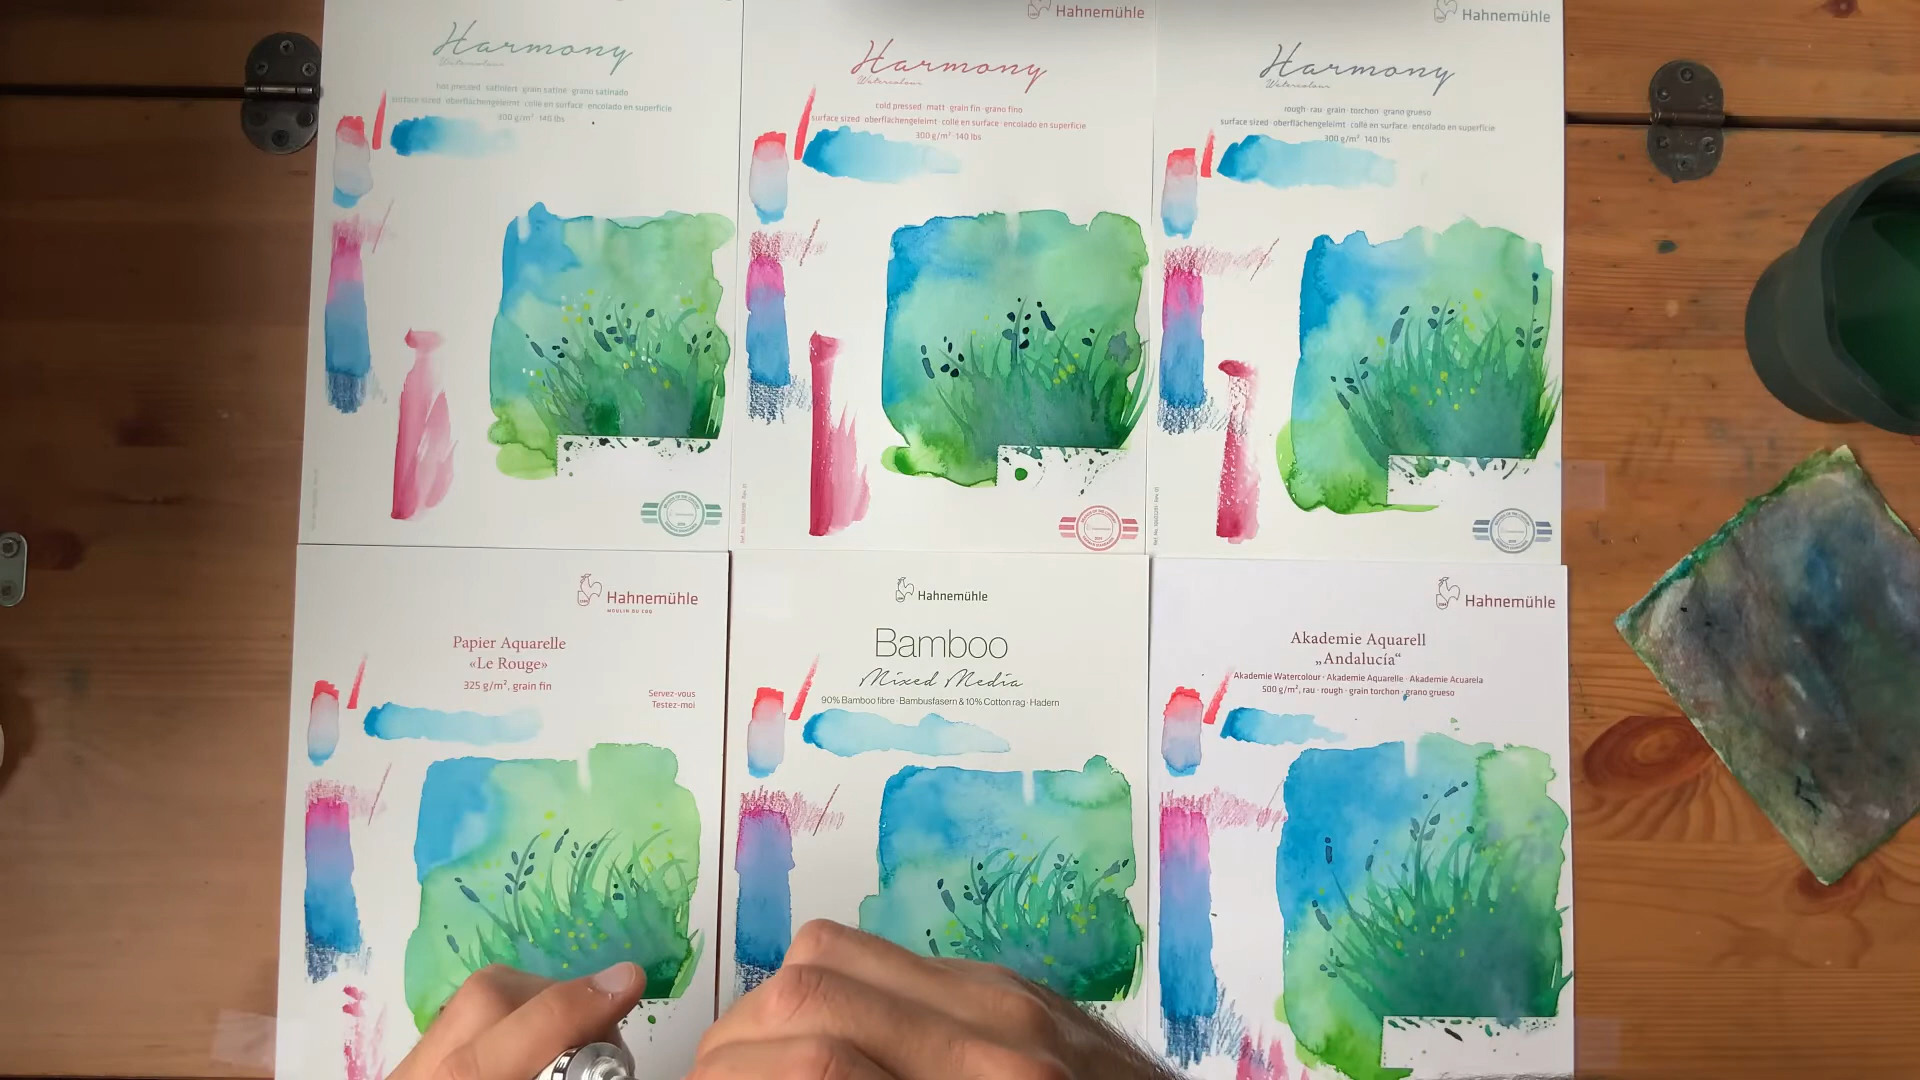 Harmony
Watercolour
hot pressed · satiniert · grain satiné · grano satinado
surface sized · oberflächengeleimt · collé en surface · encolado en superficie
300 g/m² · 140 lbs
Hahnemühle
Harmony
Watercolour
cold pressed · matt · grain fin · grano fino
surface sized · oberflächengeleimt · collé en surface · encolado en superficie
300 g/m² · 140 lbs
Hahnemühle
Harmony
Watercolour
rough · rau · grain · torchon · grano grueso
surface sized · oberflächengeleimt · collé en surface · encolado en superficie
300 g/m² · 140 lbs
Hahnemühle
MOULIN DU COQ
Papier Aquarelle
«Le Rouge»
325 g/m², grain fin
Servez-vous
Testez-moi
Hahnemühle
Bamboo
Mixed Media
90% Bamboo fibre · Bambusfasern & 10% Cotton rag · Hadern
Hahnemühle
Akademie Aquarell
„Andalucía“
Akademie Watercolour · Akademie Aquarelle · Akademie Acuarela
500 g/m², rau · rough · grain torchon · grano grueso